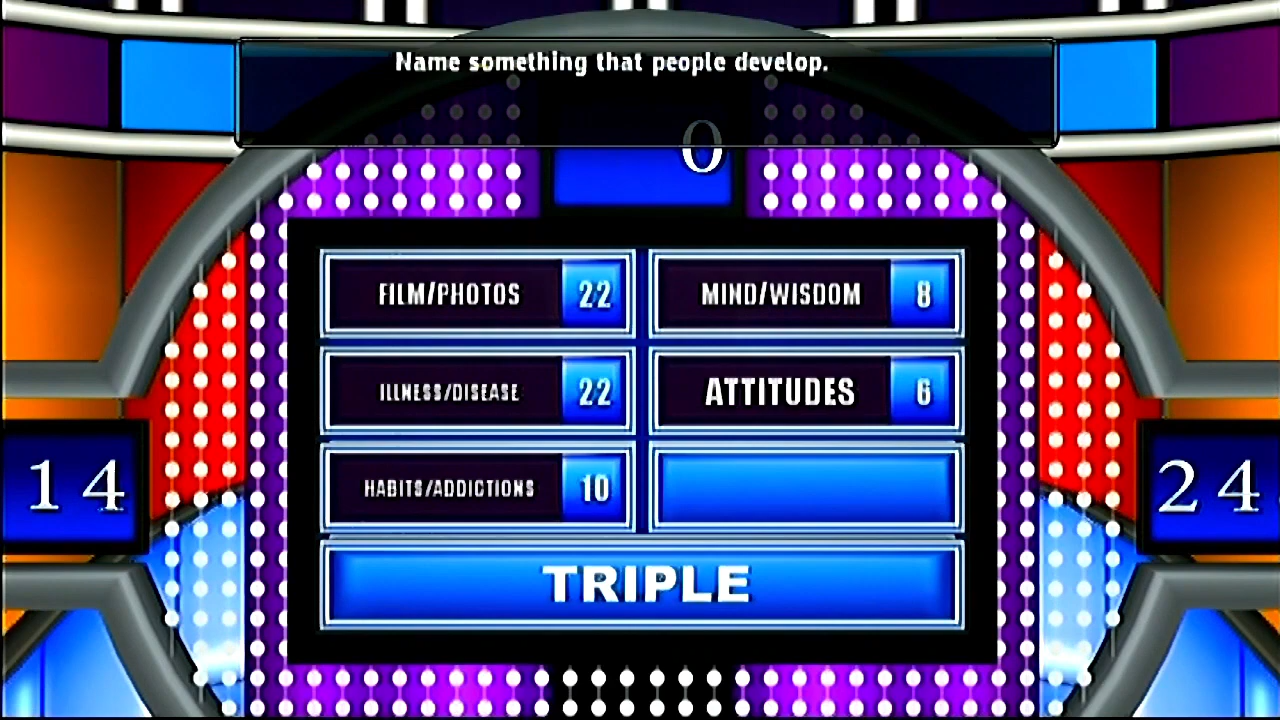 Name something that people develop.
0
FILM/PHOTOS 22
MIND/WISDOM 8
ILLNESS/DISEASE 22
ATTITUDES 6
HABITS/ADDICTIONS 10
14
24
TRIPLE